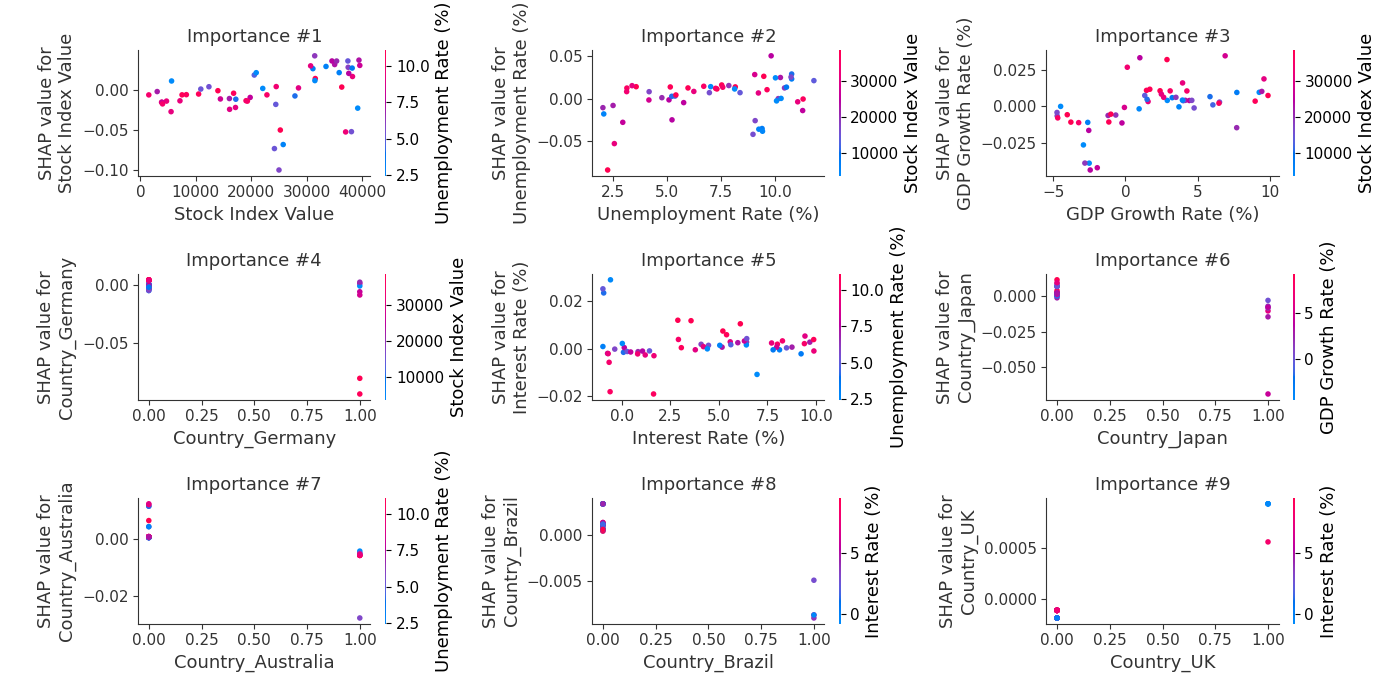 Importance #1
SHAP value for
Stock Index Value
0.00
−0.05
−0.10
0 10000 20000 30000 40000
Stock Index Value
10.0
7.5
5.0
2.5
Unemployment Rate (%)
Importance #2
SHAP value for
Unemployment Rate (%)
0.05
0.00
−0.05
2.5 5.0 7.5 10.0
Unemployment Rate (%)
30000
20000
10000
Stock Index Value
Importance #3
SHAP value for
GDP Growth Rate (%)
0.025
0.000
−0.025
−5 0 5 10
GDP Growth Rate (%)
30000
20000
10000
Stock Index Value
Importance #4
SHAP value for
Country_Germany
0.00
−0.05
0.00 0.25 0.50 0.75 1.00
Country_Germany
30000
20000
10000
Stock Index Value
Importance #5
SHAP value for
Interest Rate (%)
0.02
0.00
−0.02
0.0 2.5 5.0 7.5 10.0
Interest Rate (%)
10.0
7.5
5.0
2.5
Unemployment Rate (%)
Importance #6
SHAP value for
Country_Japan
0.000
−0.025
−0.050
0.00 0.25 0.50 0.75 1.00
Country_Japan
5
0
GDP Growth Rate (%)
Importance #7
SHAP value for
Country_Australia
0.00
−0.02
0.00 0.25 0.50 0.75 1.00
Country_Australia
10.0
7.5
5.0
2.5
Unemployment Rate (%)
Importance #8
SHAP value for
Country_Brazil
0.000
−0.005
0.00 0.25 0.50 0.75 1.00
Country_Brazil
5
0
Interest Rate (%)
Importance #9
SHAP value for
Country_UK
0.0005
0.0000
0.00 0.25 0.50 0.75 1.00
Country_UK
5
0
Interest Rate (%)